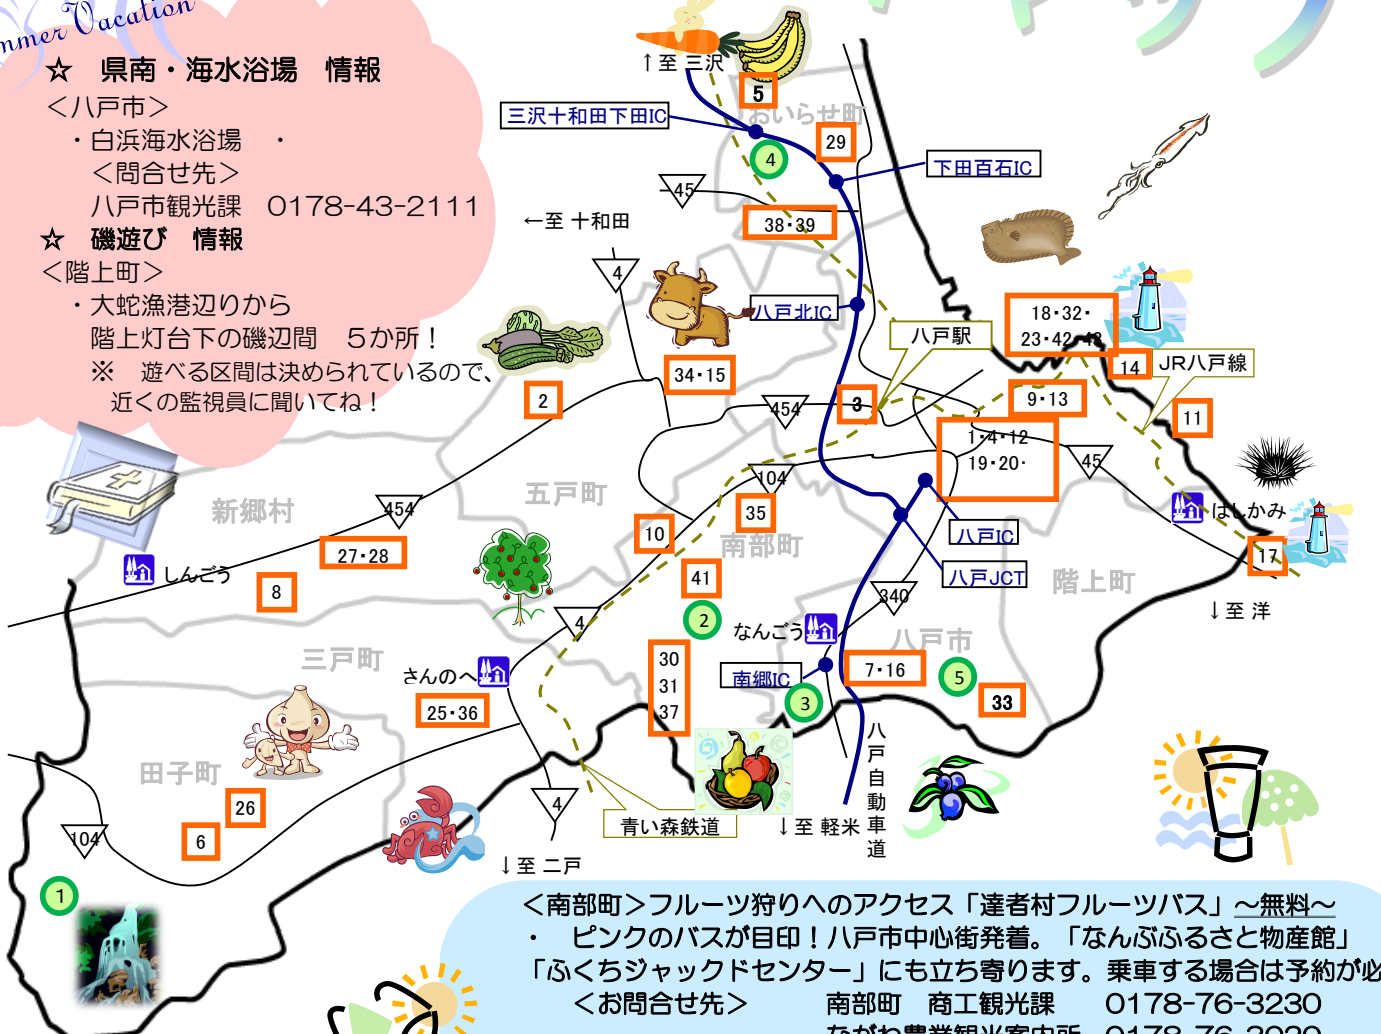 Summer Vacation
☆　県南・海水浴場　情報
＜八戸市＞
・白浜海水浴場　・
＜問合せ先＞
八戸市観光課　0178-43-2111
☆　磯遊び　情報
＜階上町＞
・大蛇漁港辺りから
階上灯台下の磯辺間　５か所！
※　遊べる区間は決められているので、
近くの監視員に聞いてね！
↑至 三沢
5
おいらせ町
三沢十和田下田IC
4
29
下田百石IC
45
38・39
←至 十和田
4
八戸北IC
八戸駅
18・32・
23・42・43
14
JR八戸線
34・15
2
454
3
9・13
11
1・4・12
19・20・
45
104
新郷村
五戸町
454
35
10
南部町
27・28
八戸IC
はしかみ
17
しんごう
8
41
八戸JCT
階上町
340
↓至 洋
4
2
なんごう
八戸市
三戸町
さんのへ
30
31
37
南郷IC
7・16
5
33
3
25・36
八戸自動車道
田子町
26
4
青い森鉄道
↓至 軽米
6
104
↓至 二戸
1
＜南部町＞フルーツ狩りへのアクセス「達者村フルーツバス」～無料～
・　ピンクのバスが目印！八戸市中心街発着。「なんぶふるさと物産館」
「ふくちジャックドセンター」にも立ち寄ります。乗車する場合は予約が必
＜お問合せ先＞　南部町　商工観光課　0178-76-3230
ながわ農業観光案内所　0178-76-3020